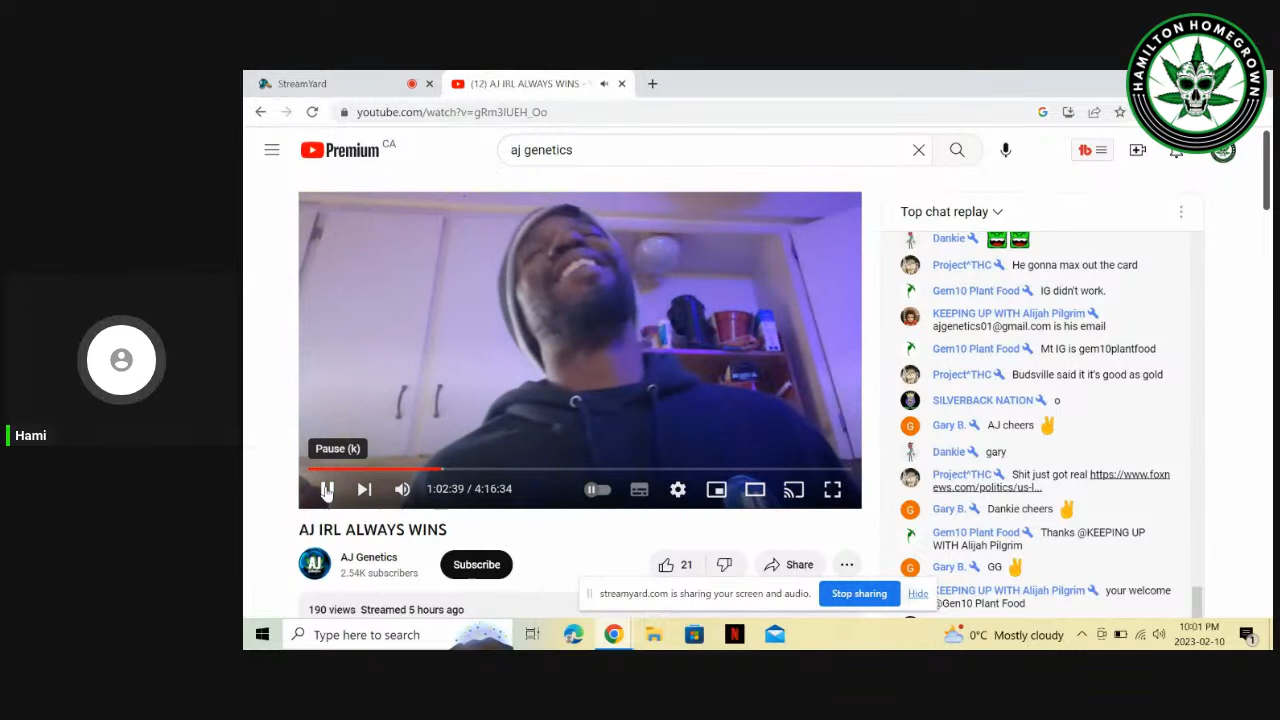 HAMILTON HOMEGROWN
StreamYard
(12) AJ IRL ALWAYS WINS -
youtube.com/watch?v=gRm3lUEH_Oo
Premium CA
aj genetics
Top chat replay
Dankie
Project^THC He gonna max out the card
Gem10 Plant Food IG didn't work.
KEEPING UP WITH Alijah Pilgrim
ajgenetics01@gmail.com is his email
Gem10 Plant Food Mt IG is gem10plantfood
Project^THC Budsville said it it's good as gold
SILVERBACK NATION o
Gary B. AJ cheers
Dankie gary
Project^THC Shit just got real https://www.foxn
ews.com/politics/us-l...
Gary B. Dankie cheers
Gem10 Plant Food Thanks @KEEPING UP
WITH Alijah Pilgrim
Gary B. GG
KEEPING UP WITH Alijah Pilgrim your welcome
@Gen10 Plant Food
Pause (k)
1:02:39 / 4:16:34
AJ IRL ALWAYS WINS
AJ Genetics
2.54K subscribers
Subscribe
21
Share
streamyard.com is sharing your screen and audio.
Stop sharing
Hide
190 views Streamed 5 hours ago
Type here to search
0°C Mostly cloudy
10:01 PM
2023-02-10
Hami